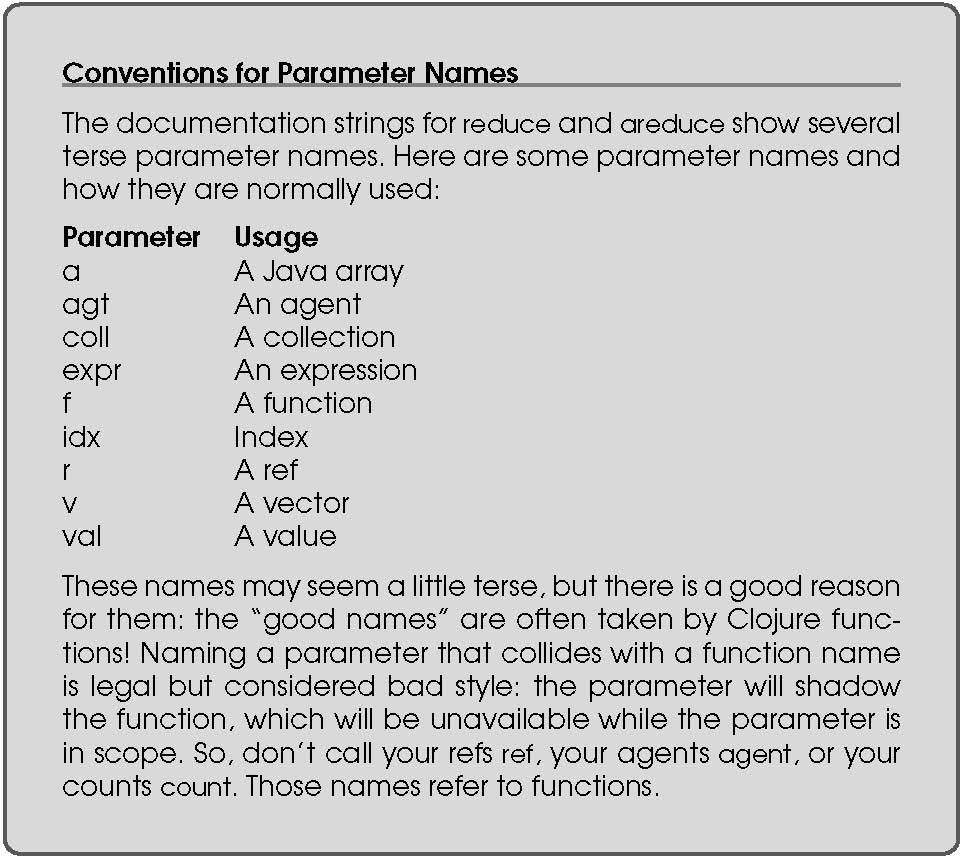 Conventions for Parameter Names
The documentation strings for reduce and areduce show several
terse parameter names. Here are some parameter names and
how they are normally used:
Parameter Usage
a A Java array
agt An agent
coll A collection
expr An expression
f A function
idx Index
r A ref
v A vector
val A value
These names may seem a little terse, but there is a good reason
for them: the “good names” are often taken by Clojure func-
tions! Naming a parameter that collides with a function name
is legal but considered bad style: the parameter will shadow
the function, which will be unavailable while the parameter is
in scope. So, don’t call your refs ref, your agents agent, or your
counts count. Those names refer to functions.